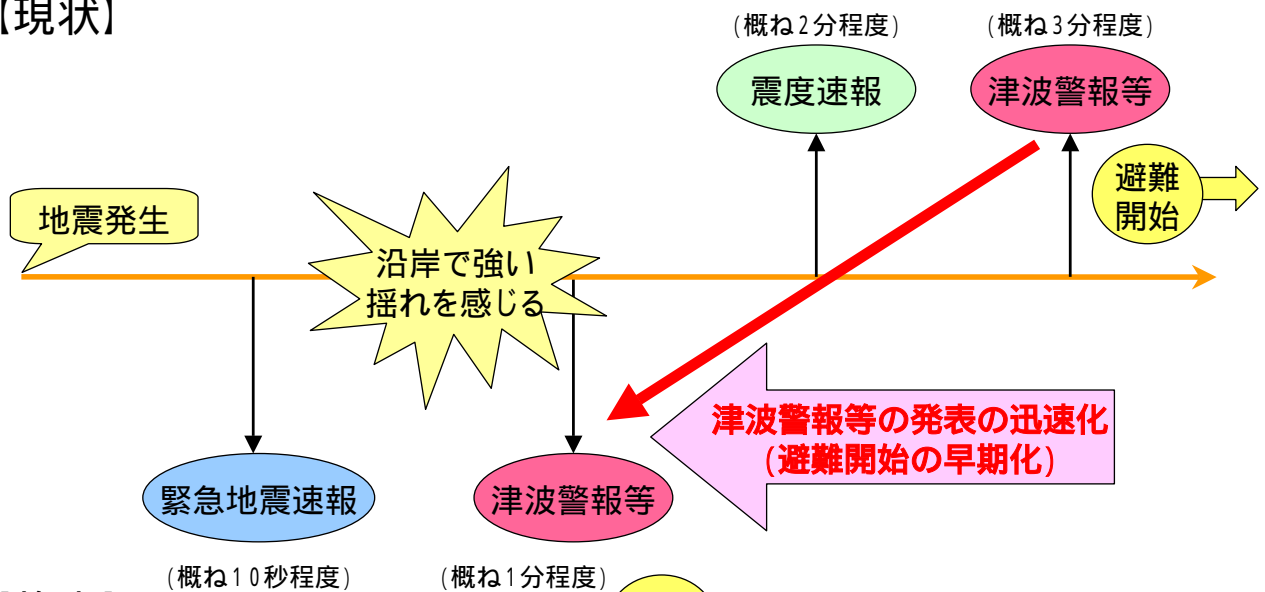 【現状】
(概ね2分程度)
(概ね3分程度)
震度速報
津波警報等
避難
開始
地震発生
沿岸で強い
揺れを感じる
津波警報等の発表の迅速化
(避難開始の早期化)
緊急地震速報
津波警報等
(概ね10秒程度)
(概ね1分程度)